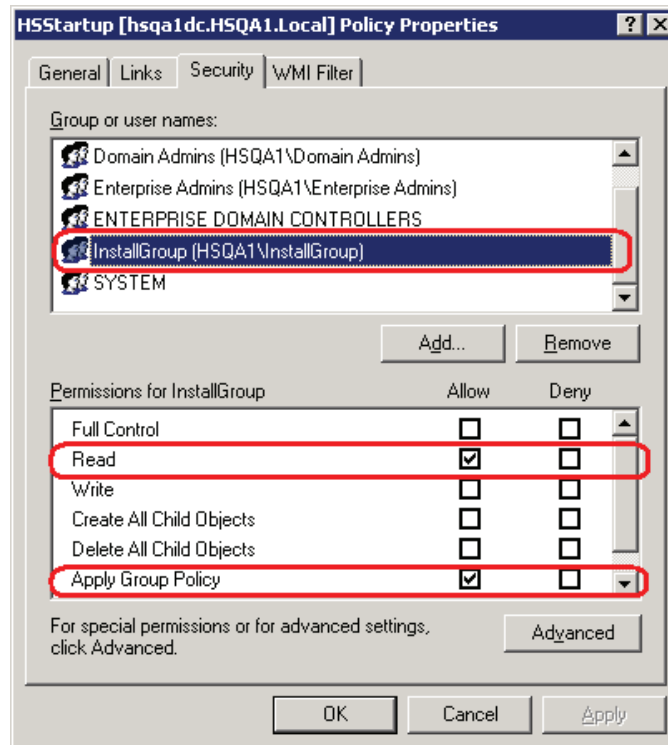 HSStartup [hsqa1dc.HSQA1.Local] Policy Properties
General Links Security WMI Filter
Group or user names:
Domain Admins (HSQA1\Domain Admins)
Enterprise Admins (HSQA1\Enterprise Admins)
ENTERPRISE DOMAIN CONTROLLERS
InstallGroup (HSQA1\InstallGroup)
SYSTEM
Add... Remove
Permissions for InstallGroup Allow Deny
Full Control
Read
Write
Create All Child Objects
Delete All Child Objects
Apply Group Policy
For special permissions or for advanced settings,
click Advanced.
Advanced
OK Cancel Apply